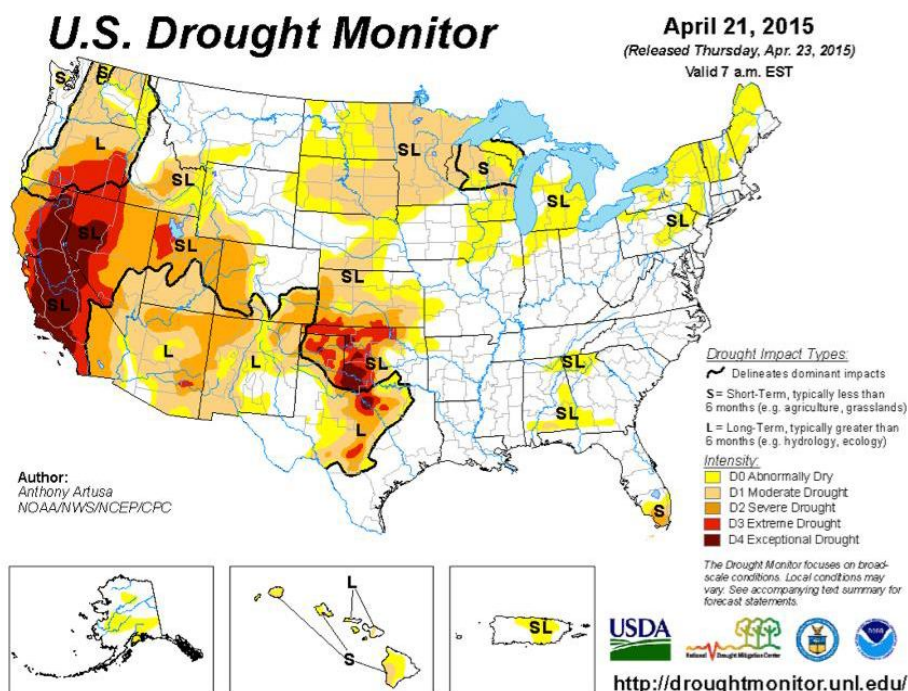 U.S. Drought Monitor
April 21, 2015
(Released Thursday, Apr. 23, 2015)
Valid 7 a.m. EST
S
S
L
SL
SL
S
SL
SL
SL
SL
SL
SL
L
L
SL
L
SL
SL
S
Drought Impact Types:
Delineates dominant impacts
S = Short-Term, typically less than
6 months (e.g. agriculture, grasslands)
L = Long-Term, typically greater than
6 months (e.g. hydrology, ecology)
Intensity:
D0 Abnormally Dry
D1 Moderate Drought
D2 Severe Drought
D3 Extreme Drought
D4 Exceptional Drought
Author:
Anthony Artusa
NOAA/NWS/NCEP/CPC
The Drought Monitor focuses on broad-
scale conditions. Local conditions may
vary. See accompanying text summary for
forecast statements.
L
S
SL
USDA
National Drought Mitigation Center
http://droughtmonitor.unl.edu/